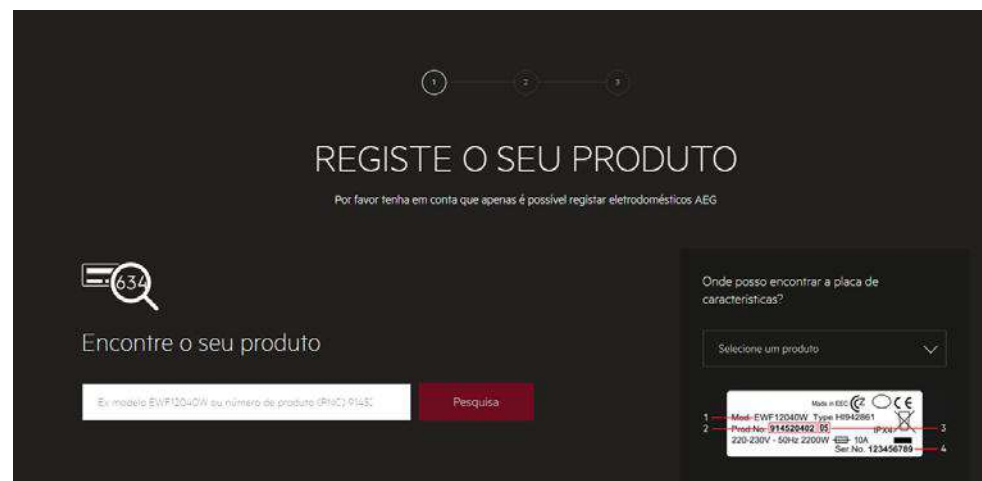 1 2 3
REGISTE O SEU PRODUTO
Por favor tenha em conta que apenas é possível registar eletrodomésticos AEG
634
Encontre o seu produto
Ex modelo EWF12040W ou número de produto (PNC) 9145
Pesquisa
Onde posso encontrar a placa de
características?
Selecione um produto
Made in EEC
1 Mod. EWF12040W Type HI942861
2 Prod.No. 914520402 05 IPX4 3
220-230V - 50Hz 2200W 10A
Ser.No. 123456789 4